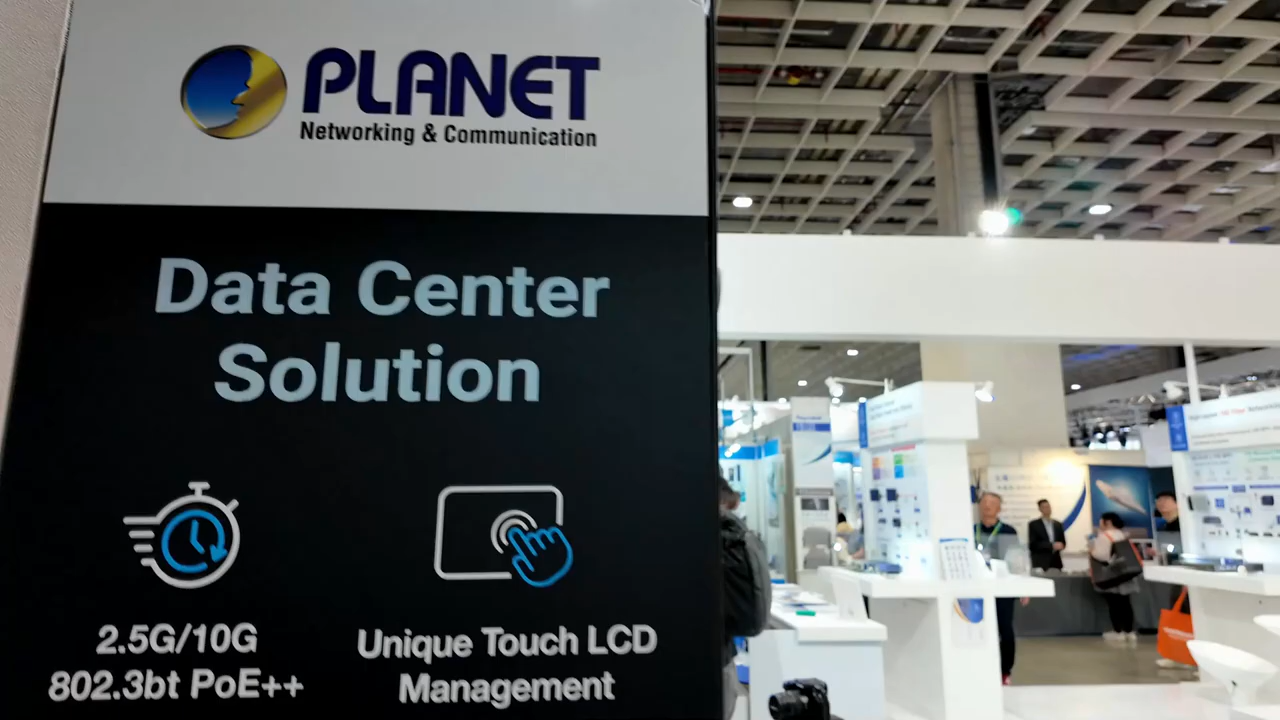 PLANET
Networking & Communication
Data Center
Solution
2.5G/10G
802.3bt PoE++
Unique Touch LCD
Management